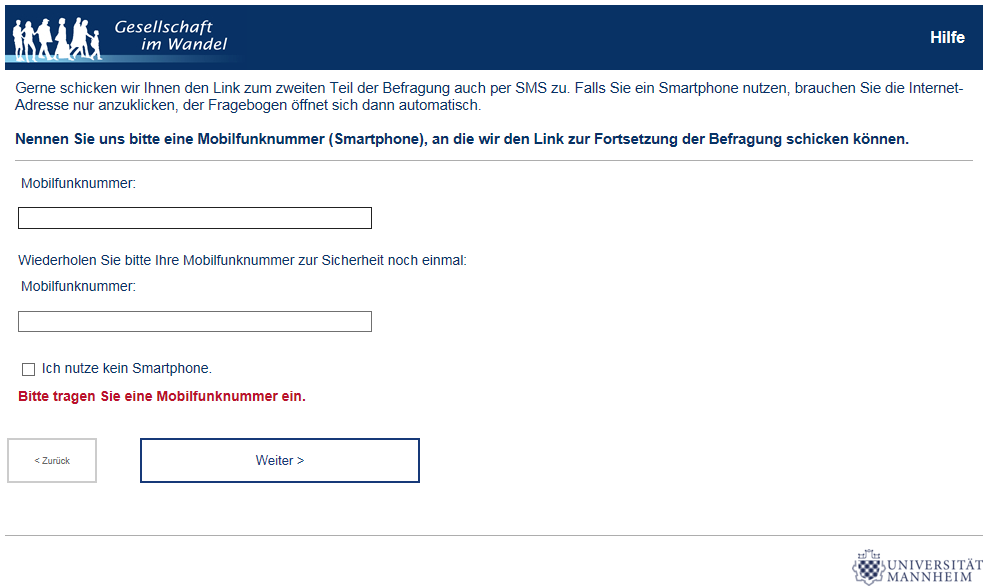 Gesellschaft
im Wandel
Hilfe
Gerne schicken wir Ihnen den Link zum zweiten Teil der Befragung auch per SMS zu. Falls Sie ein Smartphone nutzen, brauchen Sie die Internet-
Adresse nur anzuklicken, der Fragebogen öffnet sich dann automatisch.
Nennen Sie uns bitte eine Mobilfunknummer (Smartphone), an die wir den Link zur Fortsetzung der Befragung schicken können.
Mobilfunknummer:
Wiederholen Sie bitte Ihre Mobilfunknummer zur Sicherheit noch einmal:
Mobilfunknummer:
Ich nutze kein Smartphone.
Bitte tragen Sie eine Mobilfunknummer ein.
< Zurück
Weiter >
UNIVERSITÄT
MANNHEIM